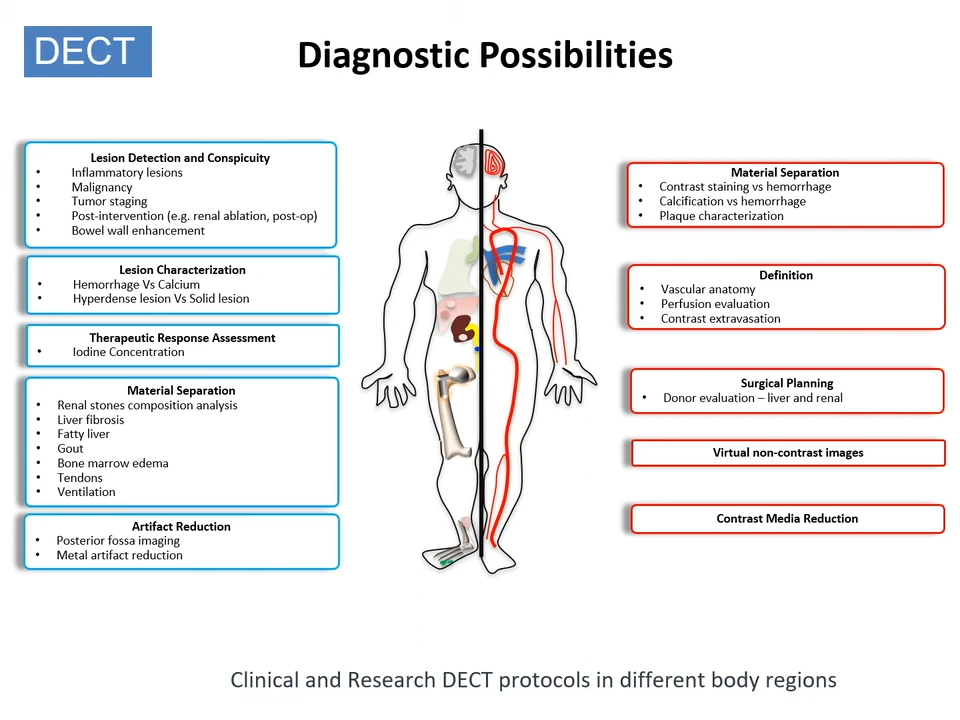 DECT
Diagnostic Possibilities
Lesion Detection and Conspicuity
• Inflammatory lesions
• Malignancy
• Tumor staging
• Post-intervention (e.g. renal ablation, post-op)
• Bowel wall enhancement
Lesion Characterization
• Hemorrhage Vs Calcium
• Hyperdense lesion Vs Solid lesion
Therapeutic Response Assessment
• Iodine Concentration
Material Separation
• Renal stones composition analysis
• Liver fibrosis
• Fatty liver
• Gout
• Bone marrow edema
• Tendons
• Ventilation
Artifact Reduction
• Posterior fossa imaging
• Metal artifact reduction
Material Separation
• Contrast staining vs hemorrhage
• Calcification vs hemorrhage
• Plaque characterization
Definition
• Vascular anatomy
• Perfusion evaluation
• Contrast extravasation
Surgical Planning
• Donor evaluation – liver and renal
Virtual non-contrast images
Contrast Media Reduction
Clinical and Research DECT protocols in different body regions